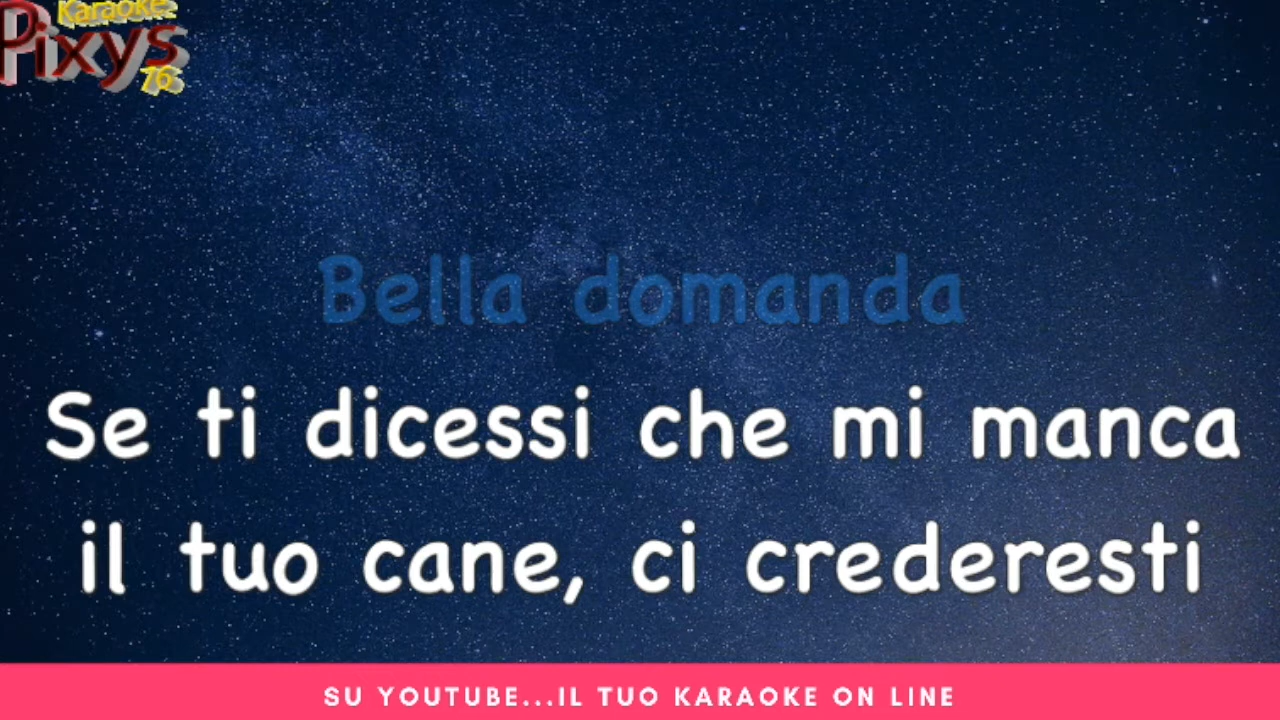 Karaoke
Pixys
76
Bella domanda
Se ti dicessi che mi manca
il tuo cane, ci crederesti
SU YOUTUBE...IL TUO KARAOKE ON LINE